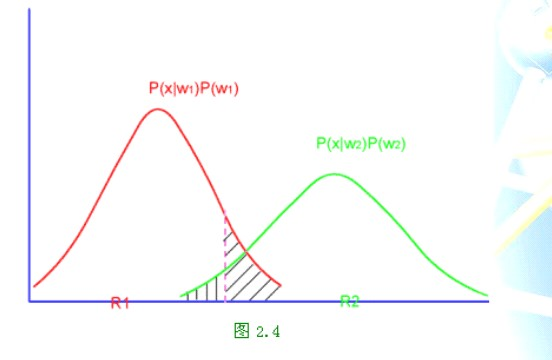 P(x|w1)P(w1)
P(x|w2)P(w2)
R1
R2
图 2.4